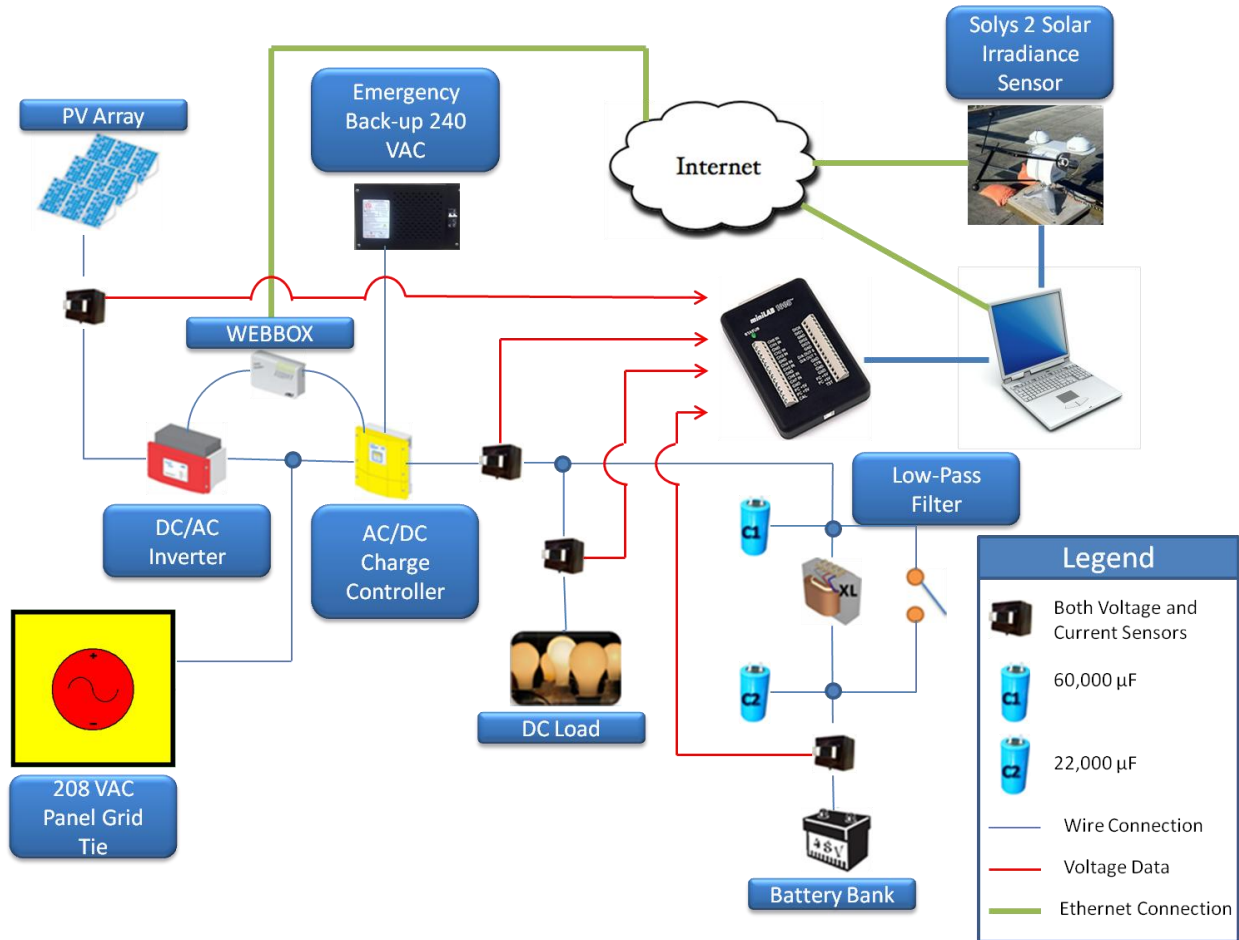 Solys 2 Solar
Irradiance
Sensor
Emergency
Back-up 240
VAC
PV Array
Internet
miniLAB 1008™
WEBBOX
DC/AC
Inverter
AC/DC
Charge
Controller
Low-Pass
Filter
C1
XL
C2
DC Load
208 VAC
Panel Grid
Tie
Battery Bank
Legend
Both Voltage and
Current Sensors
C1
60,000 µF
C2
22,000 µF
Wire Connection
Voltage Data
Ethernet Connection